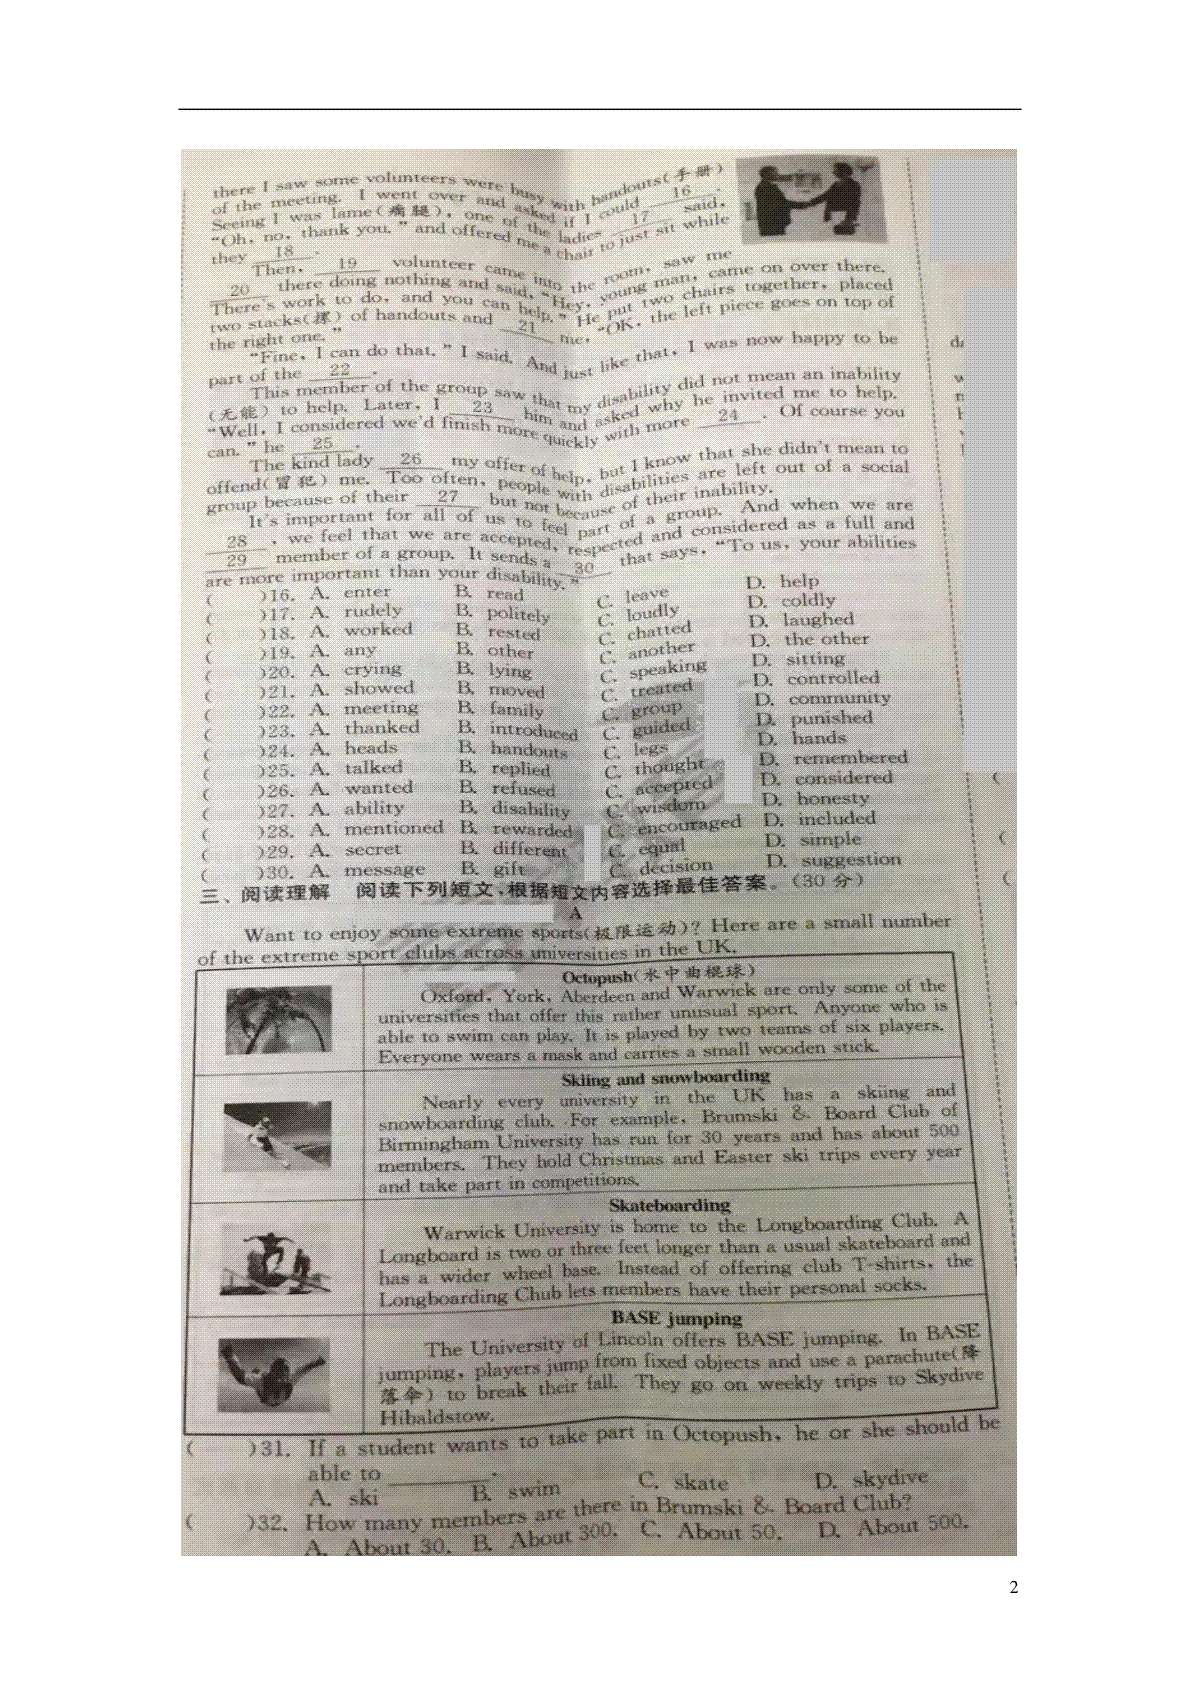 there I saw some volunteers were busy with handouts(手册)
of the meeting. I went over and asked if I could 16 .
Seeing I was lame(瘸腿), one of the ladies 17 said,
“Oh, no, thank you.” and offered me a chair to just sit while
they 18 .
Then, 19 volunteer came into the room, saw me
20 there doing nothing and said, “Hey, young man, came on over there.
There's work to do, and you can help.” He put two chairs together, placed
two stacks(摞) of handouts and 21 me, “OK, the left piece goes on top of
the right one.”
“Fine, I can do that.” I said. And just like that, I was now happy to be
part of the 22 .
This member of the group saw that my disability did not mean an inability
(无能) to help. Later, I 23 him and asked why he invited me to help.
“Well, I considered we'd finish more quickly with more 24 . Of course you
can.” he 25 .
The kind lady 26 my offer of help, but I know that she didn't mean to
offend(冒犯) me. Too often, people with disabilities are left out of a social
group because of their 27 but not because of their inability.
It's important for all of us to feel part of a group. And when we are
28 , we feel that we are accepted, respected and considered as a full and
29 member of a group. It sends a 30 that says, “To us, your abilities
are more important than your disability.”
( )16. A. enter B. read C. leave D. help
( )17. A. rudely B. politely C. loudly D. coldly
( )18. A. worked B. rested C. chatted D. laughed
( )19. A. any B. other C. another D. the other
( )20. A. crying B. lying C. speaking D. sitting
( )21. A. showed B. moved C. treated D. controlled
( )22. A. meeting B. family C. group D. community
( )23. A. thanked B. introduced C. guided D. punished
( )24. A. heads B. handouts C. legs D. hands
( )25. A. talked B. replied C. thought D. remembered
( )26. A. wanted B. refused C. accepted D. considered
( )27. A. ability B. disability C. wisdom D. honesty
( )28. A. mentioned B. rewarded C. encouraged D. included
( )29. A. secret B. different C. equal D. simple
( )30. A. message B. gift C. decision D. suggestion
三、阅读理解 阅读下列短文,根据短文内容选择最佳答案。(30分)
A
Want to enjoy some extreme sports(极限运动)? Here are a small number
of the extreme sport clubs across universities in the UK.
Octopush(水中曲棍球)
Oxford, York, Aberdeen and Warwick are only some of the
universities that offer this rather unusual sport. Anyone who is
able to swim can play. It is played by two teams of six players.
Everyone wears a mask and carries a small wooden stick.
Skiing and snowboarding
Nearly every university in the UK has a skiing and
snowboarding club. For example, Brumski & Board Club of
Birmingham University has run for 30 years and has about 500
members. They hold Christmas and Easter ski trips every year
and take part in competitions.
Skateboarding
Warwick University is home to the Longboarding Club. A
Longboard is two or three feet longer than a usual skateboard and
has a wider wheel base. Instead of offering club T-shirts, the
Longboarding Chub lets members have their personal socks.
BASE jumping
The University of Lincoln offers BASE jumping. In BASE
jumping, players jump from fixed objects and use a parachute(降
落伞) to break their fall. They go on weekly trips to Skydive
Hibaldstow.
( )31. If a student wants to take part in Octopush, he or she should be
able to .
A. ski B. swim C. skate D. skydive
( )32. How many members are there in Brumski & Board Club?
A. About 30. B. About 300. C. About 50. D. About 500.
2